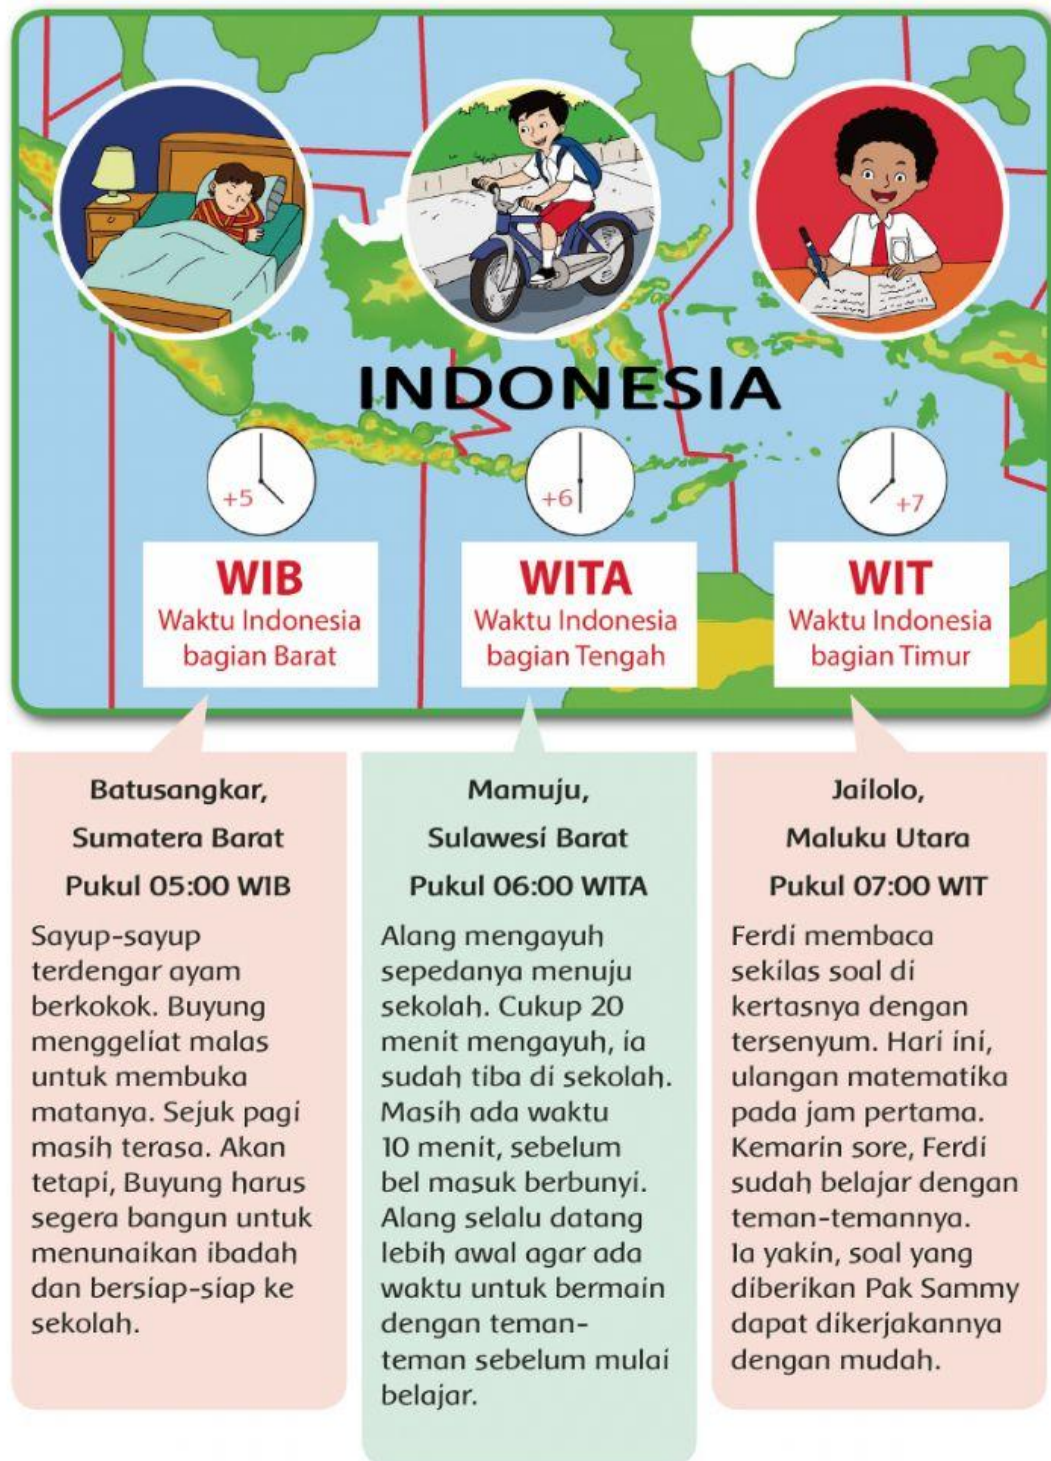 INDONESIA
+5
+6
+7
WIB
Waktu Indonesia
bagian Barat
WITA
Waktu Indonesia
bagian Tengah
WIT
Waktu Indonesia
bagian Timur
Batusangkar,
Sumatera Barat
Pukul 05:00 WIB
Sayup-sayup
terdengar ayam
berkokok. Buyung
menggeliat malas
untuk membuka
matanya. Sejuk pagi
masih terasa. Akan
tetapi, Buyung harus
segera bangun untuk
menunaikan ibadah
dan bersiap-siap ke
sekolah.
Mamuju,
Sulawesi Barat
Pukul 06:00 WITA
Alang mengayuh
sepedanya menuju
sekolah. Cukup 20
menit mengayuh, ia
sudah tiba di sekolah.
Masih ada waktu
10 menit, sebelum
bel masuk berbunyi.
Alang selalu datang
lebih awal agar ada
waktu untuk bermain
dengan teman-
teman sebelum mulai
belajar.
Jailolo,
Maluku Utara
Pukul 07:00 WIT
Ferdi membaca
sekilas soal di
kertasnya dengan
tersenyum. Hari ini,
ulangan matematika
pada jam pertama.
Kemarin sore, Ferdi
sudah belajar dengan
teman-temannya.
Ia yakin, soal yang
diberikan Pak Sammy
dapat dikerjakannya
dengan mudah.